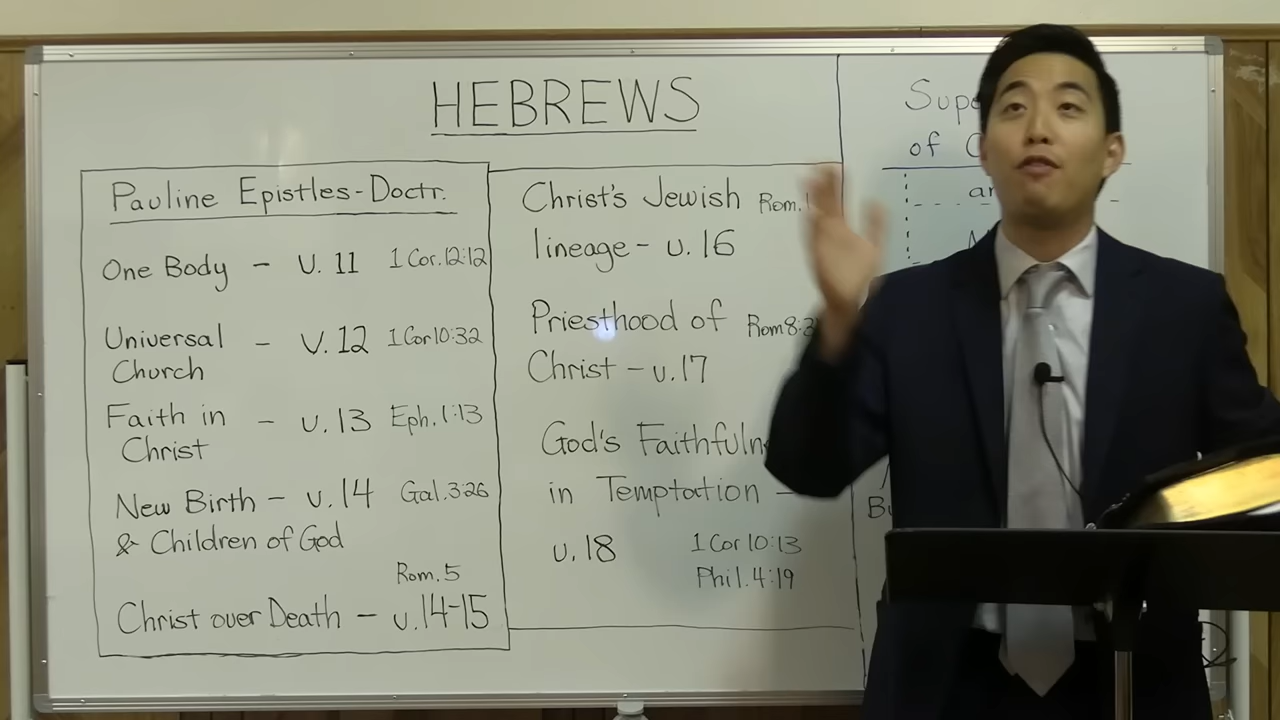 HEBREWS
Pauline Epistles-Doctr.
One Body - v. 11 1 Cor. 12:12
Universal - v. 12 1 Cor 10:32
Church
Faith in - v. 13 Eph. 1:13
Christ
New Birth - v. 14 Gal. 3:26
& Children of God
Rom. 5
Christ over Death - v. 14-15
Christ's Jewish Rom.
lineage - v. 16
Priesthood of Rom 8:
Christ - v. 17
God's
in Temptation -
v. 18 1 Cor 10:13
Phil. 4:19
of